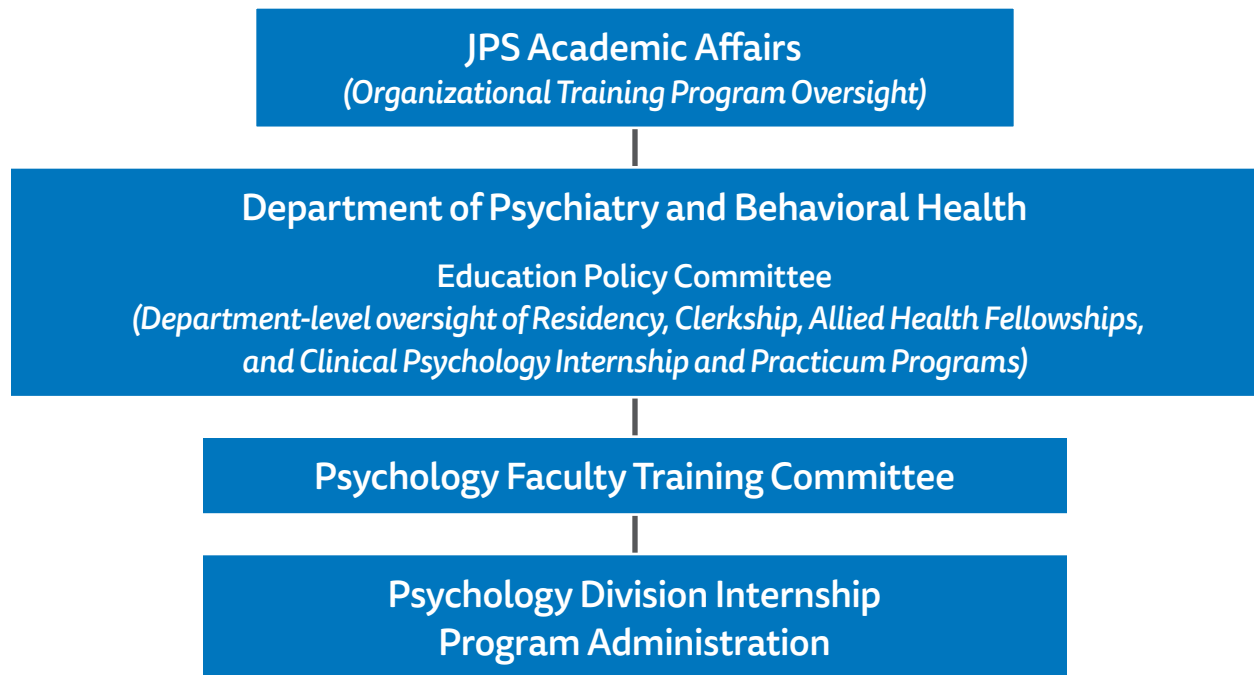 JPS Academic Affairs
(Organizational Training Program Oversight)
Department of Psychiatry and Behavioral Health
Education Policy Committee
(Department-level oversight of Residency, Clerkship, Allied Health Fellowships,
and Clinical Psychology Internship and Practicum Programs)
Psychology Faculty Training Committee
Psychology Division Internship
Program Administration